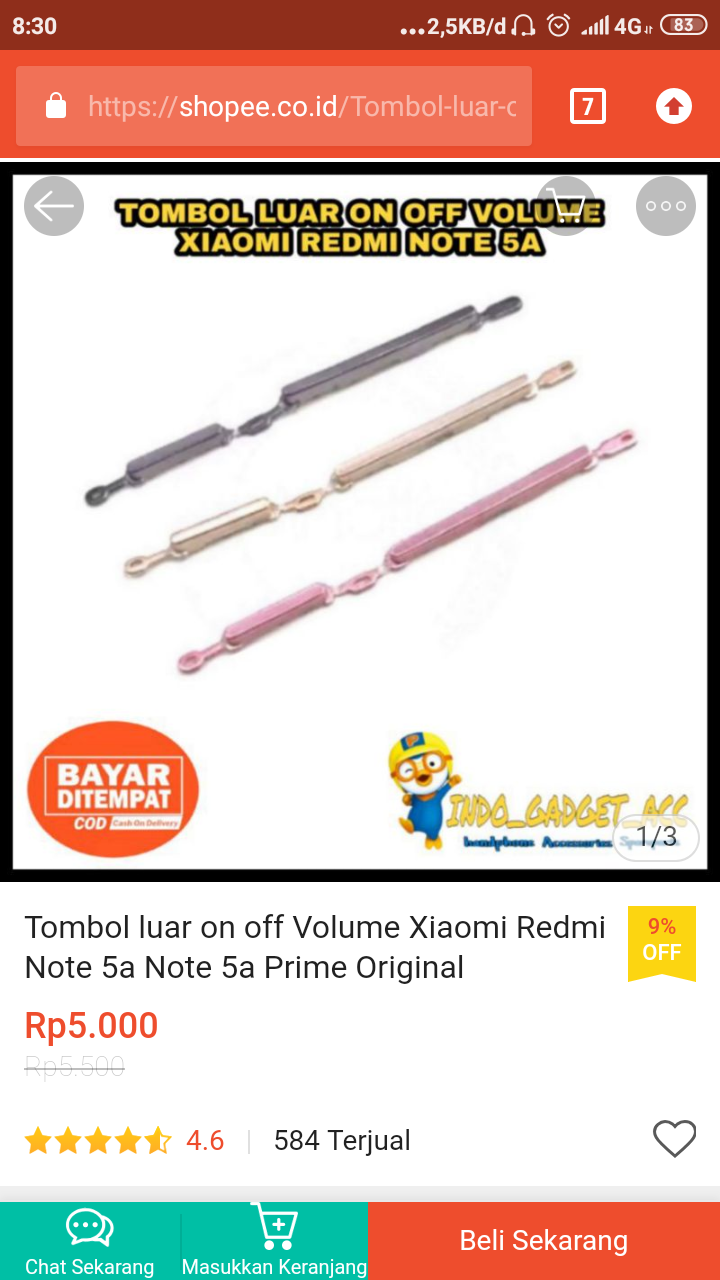 8:30
...2,5KB/d
4G
83
https://shopee.co.id/Tombol-luar-c
7
TOMBOL LUAR ON OFF VOLUME
XIAOMI REDMI NOTE 5A
BAYAR
DITEMPAT
COD Cash On Delivery
P
INDO_GADGET_ACC
handphone Accessories
1/3
Tombol luar on off Volume Xiaomi Redmi
Note 5a Note 5a Prime Original
9%
OFF
Rp5.000
Rp5.500
4.6
584 Terjual
Chat Sekarang
Masukkan Keranjang
Beli Sekarang